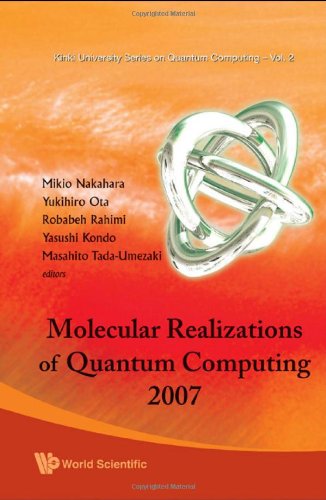 Kinki University Series on Quantum Computing – Vol. 2
Mikio Nakahara
Yukihiro Ota
Robabeh Rahimi
Yasushi Kondo
Masahito Tada-Umezaki
editors
Molecular Realizations
of Quantum Computing
2007
World Scientific